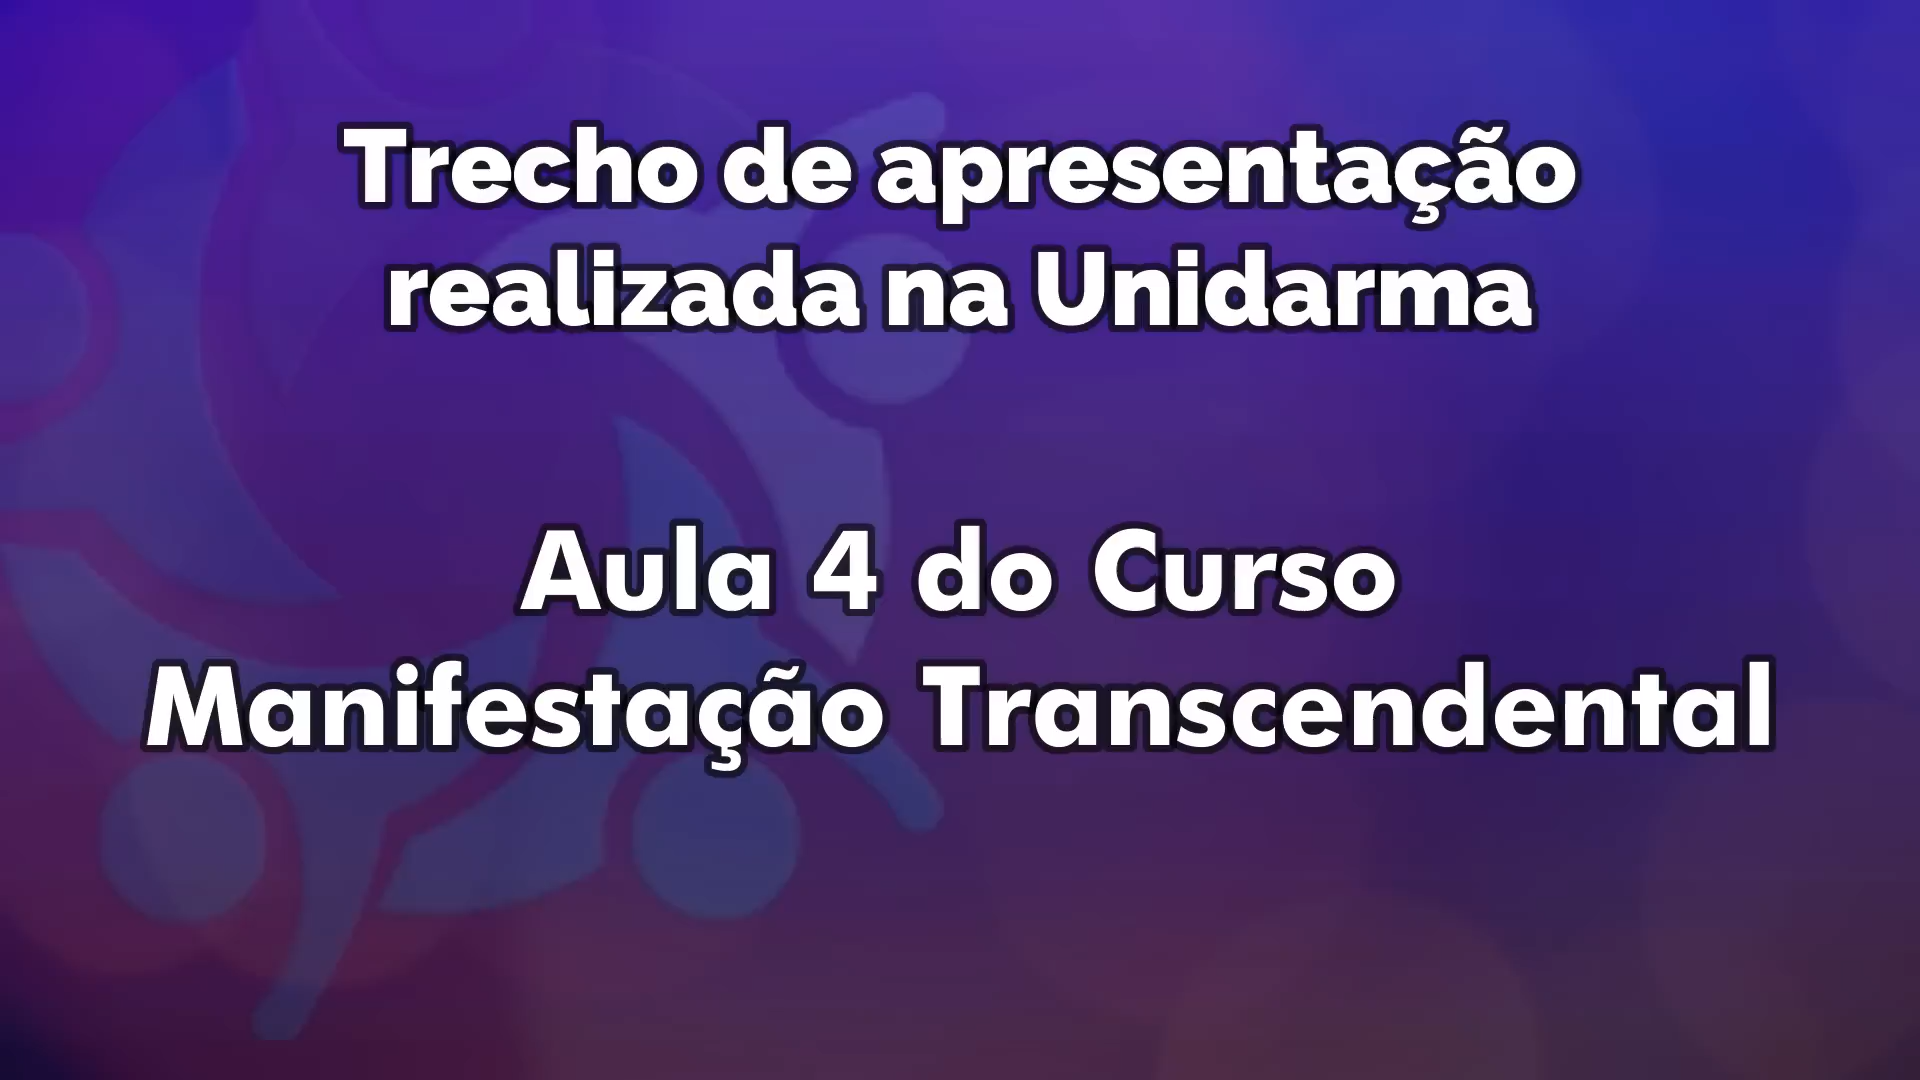 Trecho de apresentação
realizada na Unidarma
Aula 4 do Curso
Manifestação Transcendental